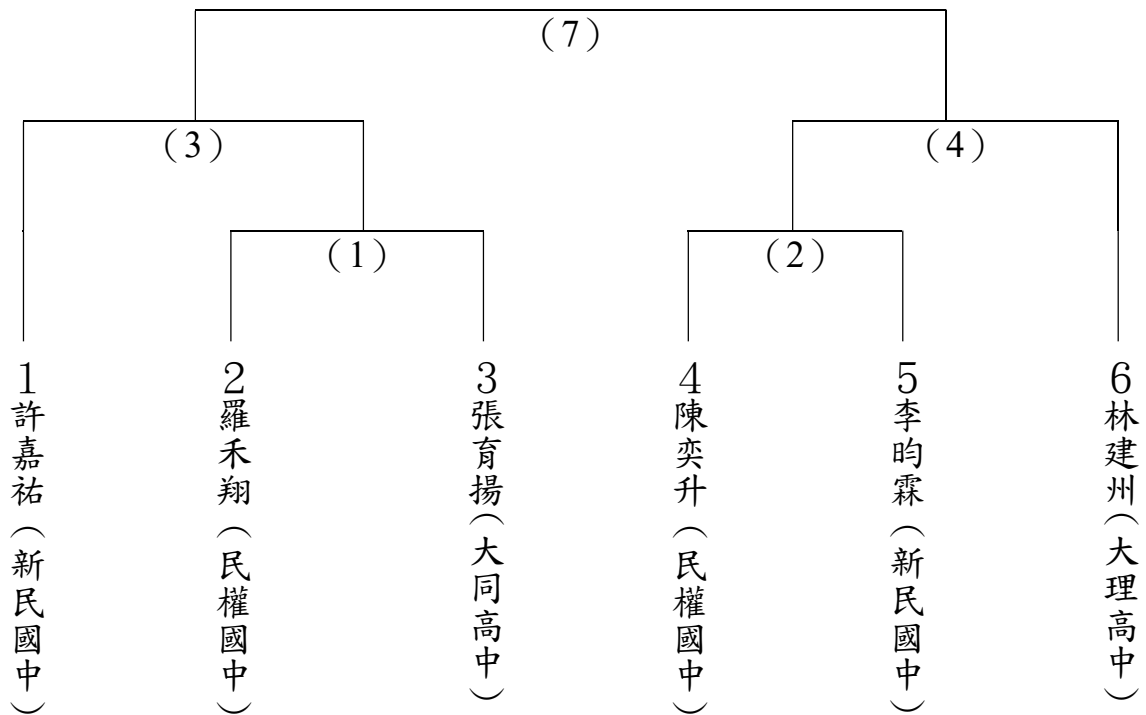 (7)
(3)
(4)
(1)
(2)
1許嘉祐(新民國中)
2羅禾翔(民權國中)
3張育揚(大同高中)
4陳奕升(民權國中)
5李昀霖(新民國中)
6林建州(大理高中)